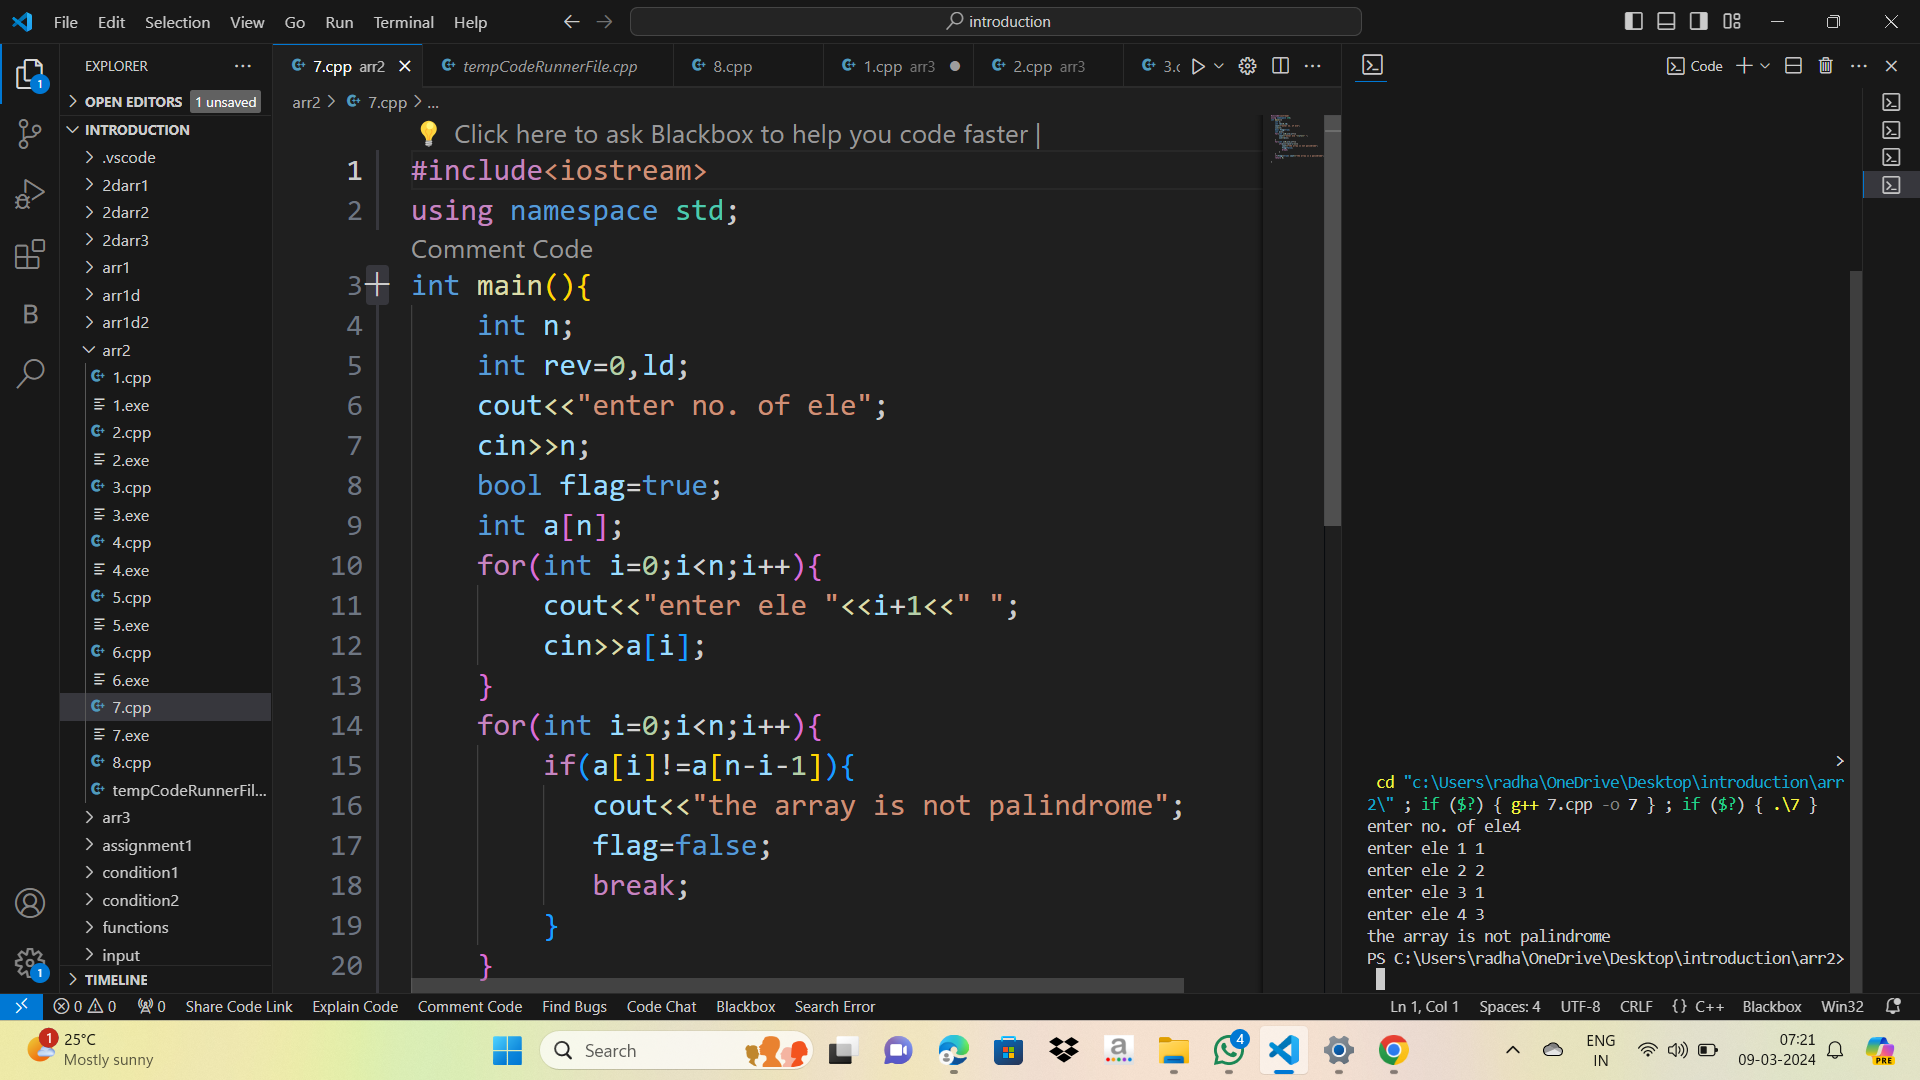 File Edit Selection View Go Run Terminal Help
introduction
EXPLORER
OPEN EDITORS 1 unsaved
INTRODUCTION
.vscode
2darr1
2darr2
2darr3
arr1
arr1d
arr1d2
arr2
1.cpp
1.exe
2.cpp
2.exe
3.cpp
3.exe
4.cpp
4.exe
5.cpp
5.exe
6.cpp
6.exe
7.cpp
7.exe
8.cpp
tempCodeRunnerFil...
arr3
assignment1
condition1
condition2
functions
input
TIMELINE
B
1
1
7.cpp arr2
tempCodeRunnerFile.cpp
8.cpp
1.cpp arr3
2.cpp arr3
arr2 > 7.cpp > ...
Click here to ask Blackbox to help you code faster |
1 #include<iostream>
2 using namespace std;
Comment Code
3 int main(){
4 int n;
5 int rev=0,ld;
6 cout<<"enter no. of ele";
7 cin>>n;
8 bool flag=true;
9 int a[n];
10 for(int i=0;i<n;i++){
11 cout<<"enter ele "<<i+1<<" ";
12 cin>>a[i];
13 }
14 for(int i=0;i<n;i++){
15 if(a[i]!=a[n-i-1]){
16 cout<<"the array is not palindrome";
17 flag=false;
18 break;
19 }
20 }
Code
>
cd "c:\Users\radha\OneDrive\Desktop\introduction\arr
2\" ; if ($?) { g++ 7.cpp -o 7 } ; if ($?) { .\7 }
enter no. of ele4
enter ele 1 1
enter ele 2 2
enter ele 3 1
enter ele 4 3
the array is not palindrome
PS C:\Users\radha\OneDrive\Desktop\introduction\arr2>
0 0 0 Share Code Link Explain Code Comment Code Find Bugs Code Chat Blackbox Search Error
Ln 1, Col 1 Spaces: 4 UTF-8 CRLF {} C++ Blackbox Win32
1
25°C
Mostly sunny
Search
a
4
ENG
IN
07:21
09-03-2024
PRE